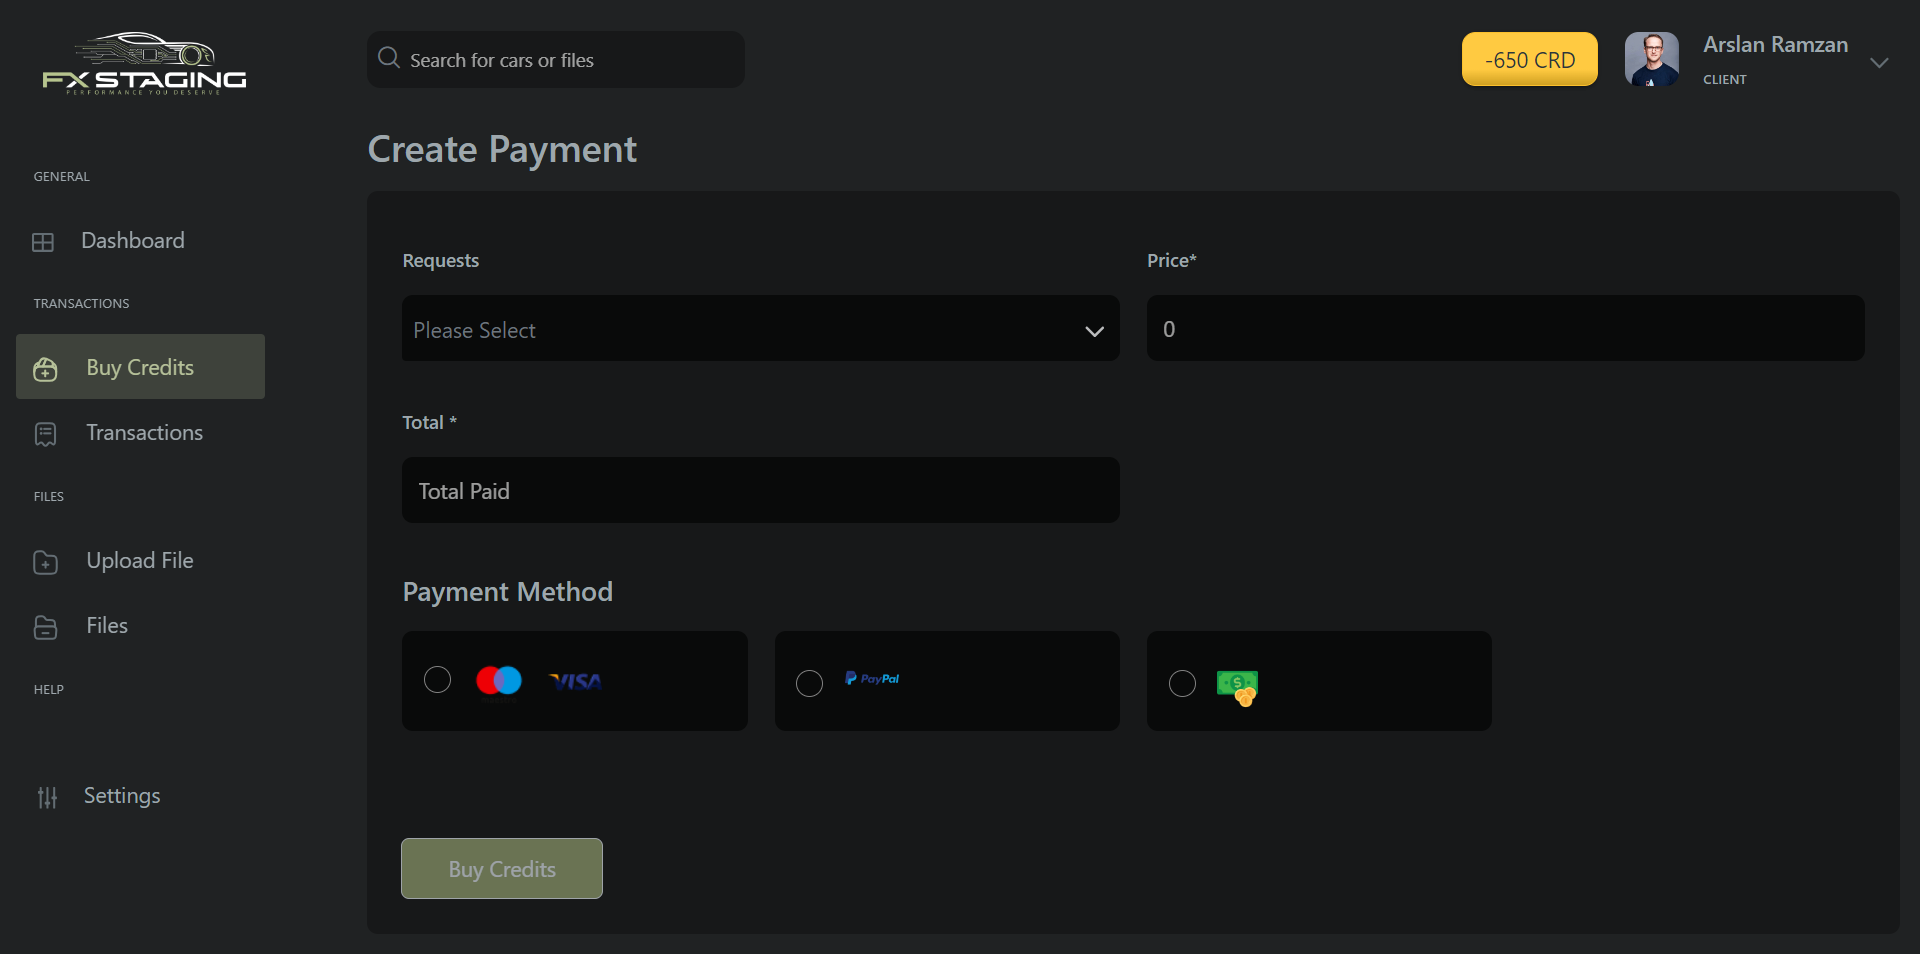 FX STAGING
PERFORMANCE YOU DESERVE
Search for cars or files
-650 CRD
Arslan Ramzan
CLIENT
GENERAL
Dashboard
TRANSACTIONS
Buy Credits
Transactions
FILES
Upload File
Files
HELP
Settings
Create Payment
Requests
Price*
Please Select
0
Total *
Total Paid
Payment Method
VISA
PayPal
Buy Credits